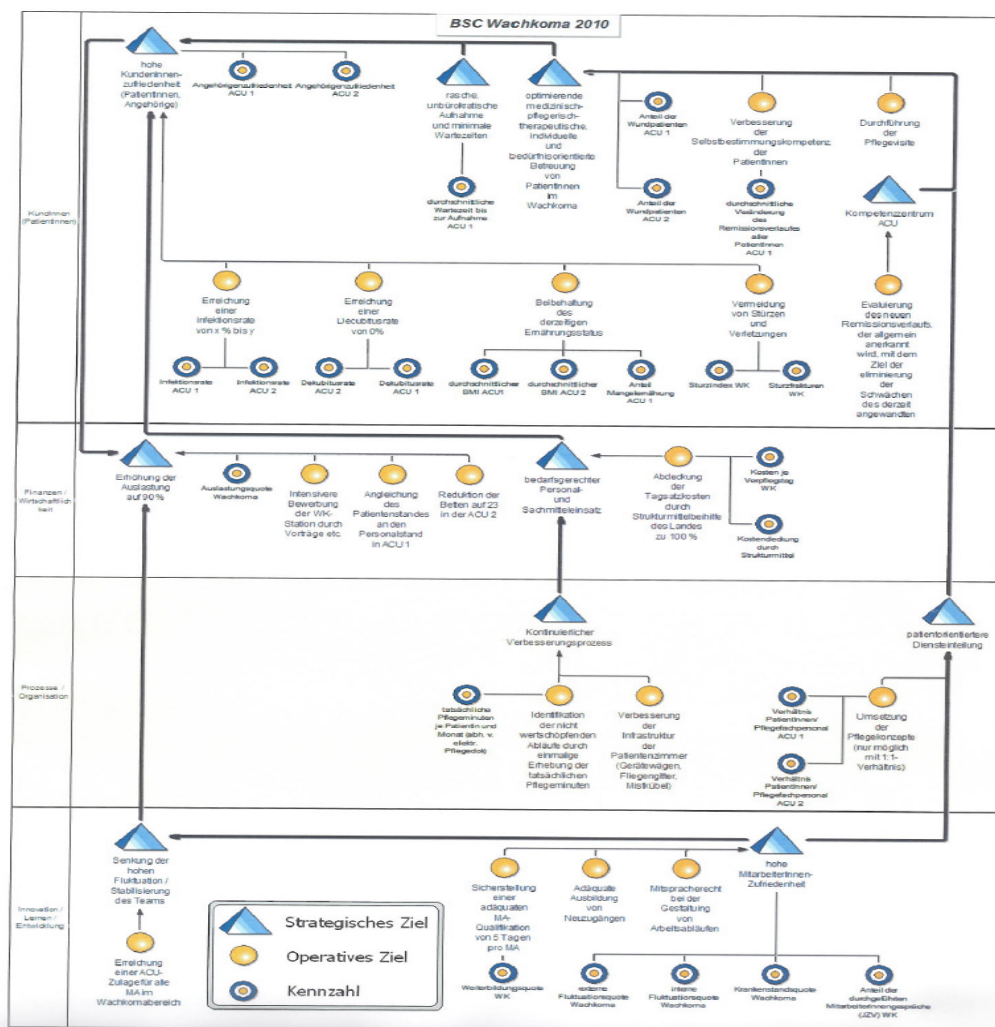 BSC Wachkoma 2010
hohe
KundInnen-
zufriedenheit
(PatientInnen,
Angehörige)
Angehörigenzufriedenheit
ACU 1
Angehörigenzufriedenheit
ACU 2
rasche,
unbürokratische
Aufnahme
und minimale
Wartezeiten
optimierende
medizinisch-
pflegerisch-
therapeutische,
individuelle
und
bedürfnisorientierte
Betreuung
von
PatientInnen
im
Wachkoma
Anteil der
Wundpatienten
ACU 1
Verbesserung
der
Selbstbestimmungskompetenz
der
PatientInnen
Durchführung
der
Pflegevisite
durchschnittliche
Wartezeit bis
zur Aufnahme
ACU 1
Anteil der
Wundpatienten
ACU 2
durchschnittliche
Veränderung
des
Remissionsverlaufes
aller
PatientInnen
ACU 1
Kompetenzzentrum
ACU
KundInnen
(PatientInnen)
Erreichung
einer
Infektionsrate
von x % bis y
Erreichung
einer
Decubitusrate
von 0%
Beibehaltung
des
derzeitigen
Ernährungsstatus
Vermeidung
von Stürzen
und
Verletzungen
Evaluierung
des neuen
Remissionsverlaufs,
der allgemein
anerkannt
wird, mit dem
Ziel der
eliminierung
der
Schwächen
des derzeit
angewandten
Infektionsrate
ACU 1
Infektionsrate
ACU 2
Dekubitusrate
ACU 2
Dekubitusrate
ACU 1
durchschnittlicher
BMI ACU1
durchschnittlicher
BMI ACU 2
Anteil
Mangelernährung
ACU 1
Sturzindex WK
Sturzfrakturen
WK
Finanzen /
Wirtschaftlich
keit
Erhöhung der
Auslastung
auf 90 %
Auslastungsquote
Wachkoma
Intensivere
Bewerbung
der WK-
Station durch
Vorträge etc.
Angleichung
des
Patientenstandes
an den
Personalstand
in ACU 1
Reduktion der
Betten auf 23
in der ACU 2
bedarfsgerechter
Personal-
und
Sachmitteleinsatz
Abdeckung
der
Tagsatzkosten
durch
Strukturmittelbeihilfe
des Landes
zu 100 %
Kosten je
Verpflegstag
WK
Kostendeckung
durch
Strukturmittel
Prozesse /
Organisation
Kontinuierlicher
Verbesserungsprozess
patientorientiertere
Diensteinteilung
tatsächliche
Pflegeminuten
je Patientin und
Monat (abh. v.
elektr.
Pflegedok)
Identifikation
der nicht
wertschöpfenden
Abläufe durch
einmalige
Erhebung der
tatsächlichen
Pflegeminuten
Verbesserung
der
Infrastruktur
der
Patientenzimmer
(Gerätewagen,
Fliegengitter,
Mistkübel)
Verhältnis
PatientInnen/
Pflegefachpersonal
ACU 1
Umsetzung
der
Pflegekonzepte
(nur möglich
mit 1:1-
Verhältnis)
Verhältnis
PatientInnen/
Pflegefachpersonal
ACU 2
Innovation /
Lernen /
Entwicklung
Senkung der
hohen
Fluktuation /
Stabilisierung
des Teams
hohe
MitarbeiterInnen-
Zufriedenheit
Sicherstellung
einer
adäquaten
MA-
Qualifikation
von 5 Tagen
pro MA
Adäquate
Ausbildung
von
Neuzugängen
Mitspracherecht
bei der
Gestaltung
von
Arbeitsabläufen
Erreichung
einer ACU-
Zulage für alle
MA im
Wachkomabereich
Weiterbildungsquote
WK
externe
Fluktuationsquote
Wachkoma
interne
Fluktuationsquote
Wachkoma
Krankenstandsquote
Wachkoma
Anteil der
durchgeführten
MitarbeiterInnengespräche
(JZV) WK
Strategisches Ziel
Operatives Ziel
Kennzahl